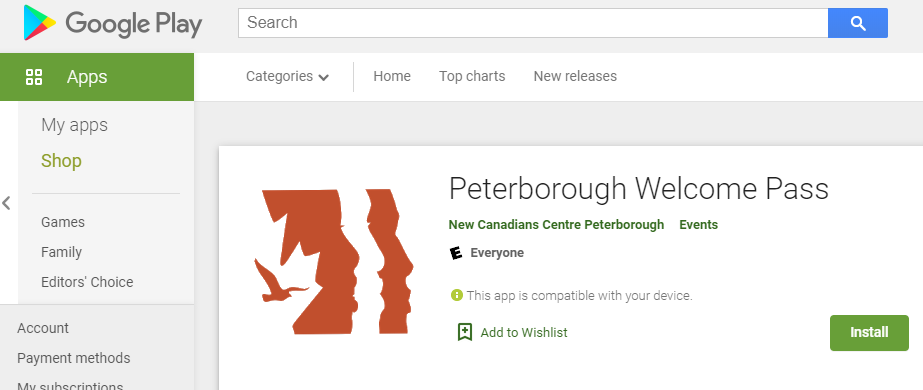 Google Play
Search
Apps
Categories
Home
Top charts
New releases
My apps
Shop
Games
Family
Editors' Choice
Account
Payment methods
My subscriptions
Peterborough Welcome Pass
New Canadians Centre Peterborough Events
E Everyone
This app is compatible with your device.
Add to Wishlist
Install